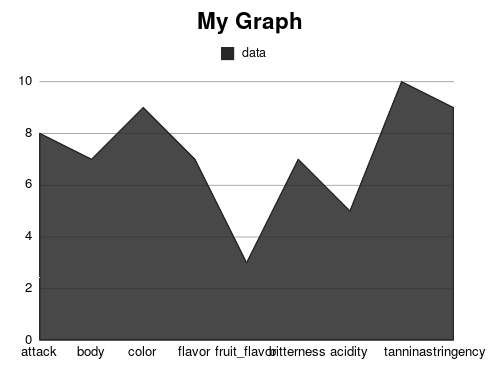 My Graph
data
10
8
6
4
2
0
attack body color flavor fruit_flavor bitterness acidity tannin astringency